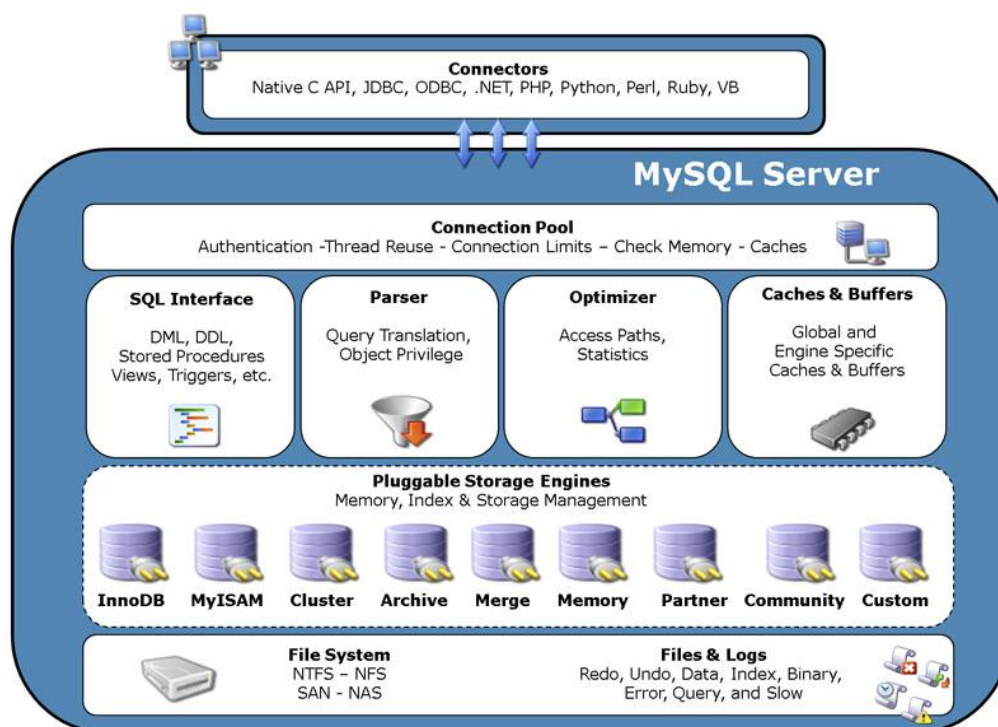 Connectors
Native C API, JDBC, ODBC, .NET, PHP, Python, Perl, Ruby, VB
MySQL Server
Connection Pool
Authentication -Thread Reuse - Connection Limits – Check Memory - Caches
SQL Interface
DML, DDL,
Stored Procedures
Views, Triggers, etc.
Parser
Query Translation,
Object Privilege
Optimizer
Access Paths,
Statistics
Caches & Buffers
Global and
Engine Specific
Caches & Buffers
Pluggable Storage Engines
Memory, Index & Storage Management
InnoDB
MyISAM
Cluster
Archive
Merge
Memory
Partner
Community
Custom
File System
NTFS – NFS
SAN - NAS
Files & Logs
Redo, Undo, Data, Index, Binary,
Error, Query, and Slow